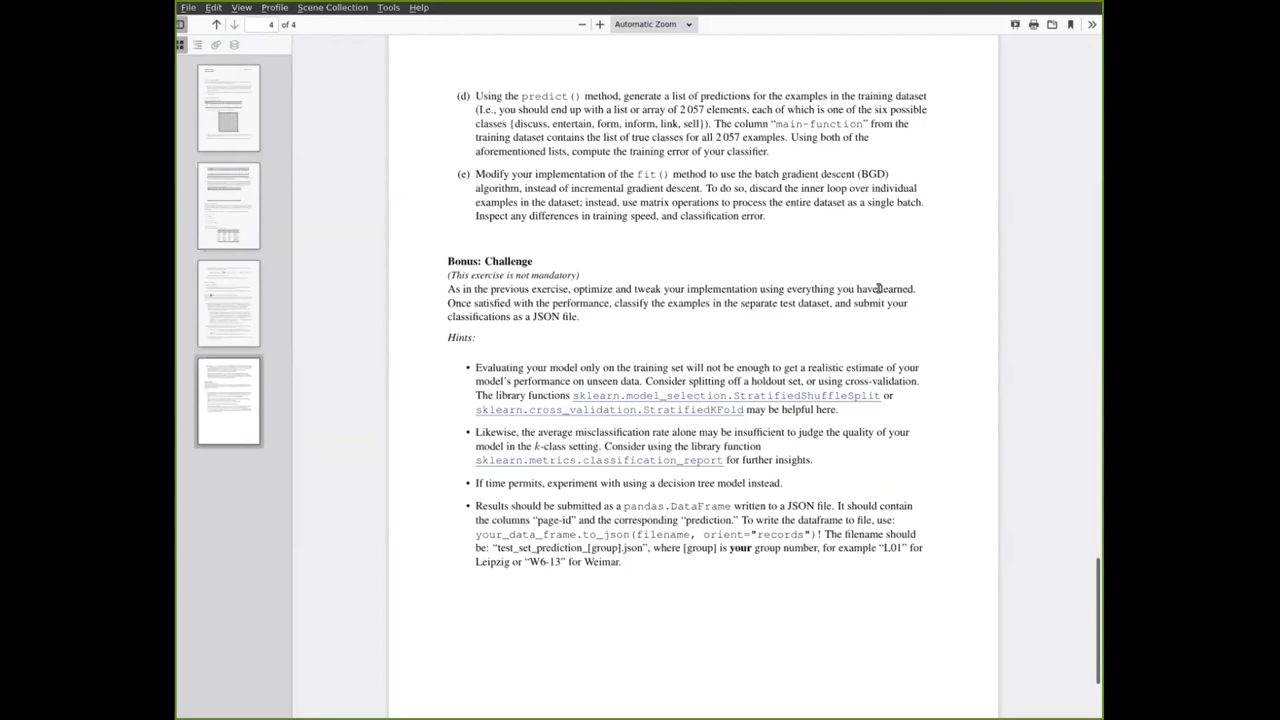 File Edit View Profile Scene Collection Tools Help
4 of 4 Automatic Zoom
(d) Using the predict() method, generate a list of predictions for the examples in the training dataset
(I.e., you should end up with a list or array of 2 057 elements, each of which is one of the six possible
classes {discuss, entertain, form, inform, link, sell}). The column “main-function” from the
training dataset contains the list of true classes for all 2 057 examples. Using both of the
aforementioned lists, compute the training error of your classifier.
(e) Modify your implementation of the fit() method to use the batch gradient descent (BGD)
algorithm, instead of incremental gradient descent. To do so, discard the inner loop over individual
examples in the dataset; instead, use matrix operations to process the entire dataset as a single batch.
Inspect any differences in training speed, and classification error.
Bonus: Challenge
(This exercise is not mandatory)
As in the previous exercise, optimize and tweak your implementation using everything you have learned.
Once satisfied with the performance, classify the examples in the separate test dataset, and submit your
classifications as a JSON file.
Hints:
• Evaluating your model only on the training set will not be enough to get a realistic estimate of your
model’s performance on unseen data. Consider splitting off a holdout set, or using cross-validation.
The library functions sklearn.model_selection.StratifiedShuffleSplit or
sklearn.cross_validation.StratifiedKFold may be helpful here.
• Likewise, the average misclassification rate alone may be insufficient to judge the quality of your
model in the k-class setting. Consider using the library function
sklearn.metrics.classification_report for further insights.
• If time permits, experiment with using a decision tree model instead.
• Results should be submitted as a pandas.DataFrame written to a JSON file. It should contain
the columns “page-id” and the corresponding “prediction.” To write the dataframe to file, use:
your_data_frame.to_json(filename, orient="records")! The filename should
be: “test_set_prediction_[group].json”, where [group] is your group number, for example “L01” for
Leipzig or “W6-13” for Weimar.